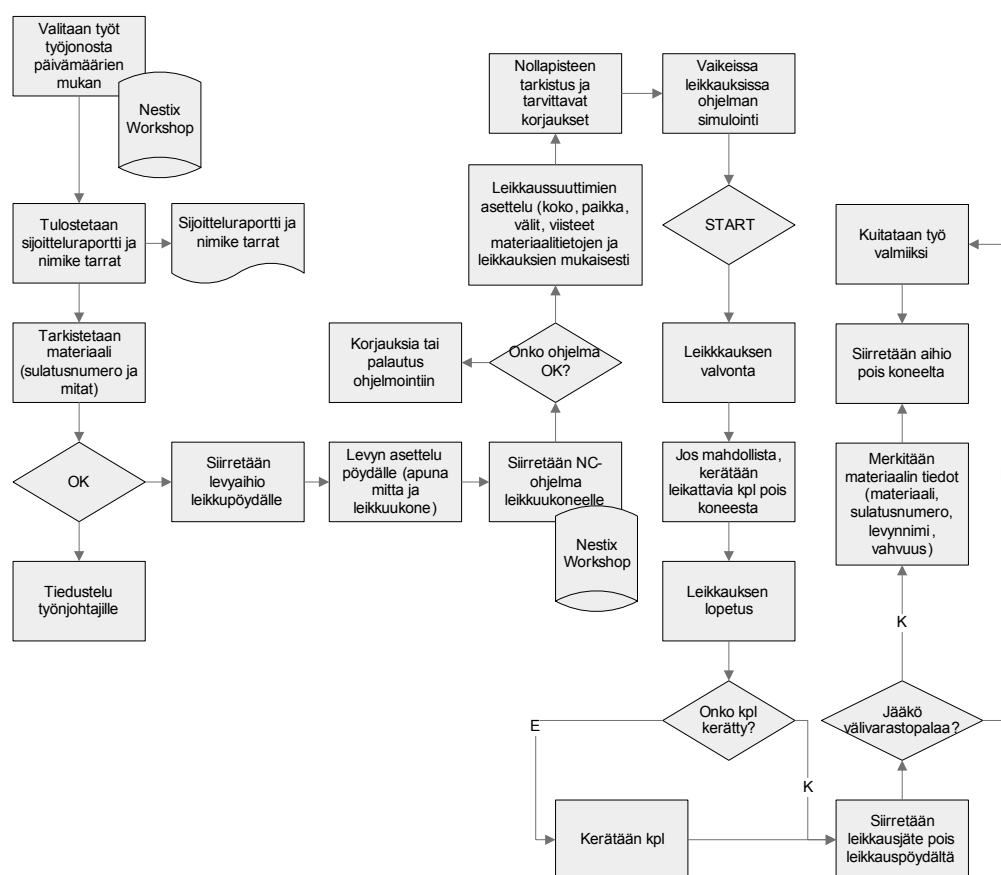 Valitaan työt
työjonosta
päivämäärien
mukan
Nestix
Workshop
Tulostetaan
sijoitteluraportti ja
nimike tarrat
Sijoitteluraportti ja
nimike tarrat
Tarkistetaan
materiaali
(sulatusnumero ja
mitat)
OK
Tiedustelu
työnjohtajille
Siirretään
levyaihio
leikkupöydälle
Levyn asettelu
pöydälle (apuna
mitta ja
leikkuukone)
Siirretään NC-
ohjelma
leikkuukoneelle
Nestix
Workshop
Onko ohjelma
OK?
Korjauksia tai
palautus
ohjelmointiin
Leikkaussuuttimien
asettelu (koko, paikka,
välit, viisteet
materiaalitietojen ja
leikkauksien mukaisesti
Nollapisteen
tarkistus ja
tarvittavat
korjaukset
Vaikeissa
leikkauksissa
ohjelman
simulointi
START
Leikkkauksen
valvonta
Jos mahdollista,
kerätään
leikattavia kpl pois
koneesta
Leikkauksen
lopetus
Onko kpl
kerätty?
E
K
Kerätään kpl
Siirretään
leikkausjäte pois
leikkauspöydältä
Jääkö
välivarastopalaa?
K
Merkitään
materiaalin tiedot
(materiaali,
sulatusnumero,
levynnimi,
vahvuus)
Siirretään aihio
pois koneelta
Kuitataan työ
valmiiksi